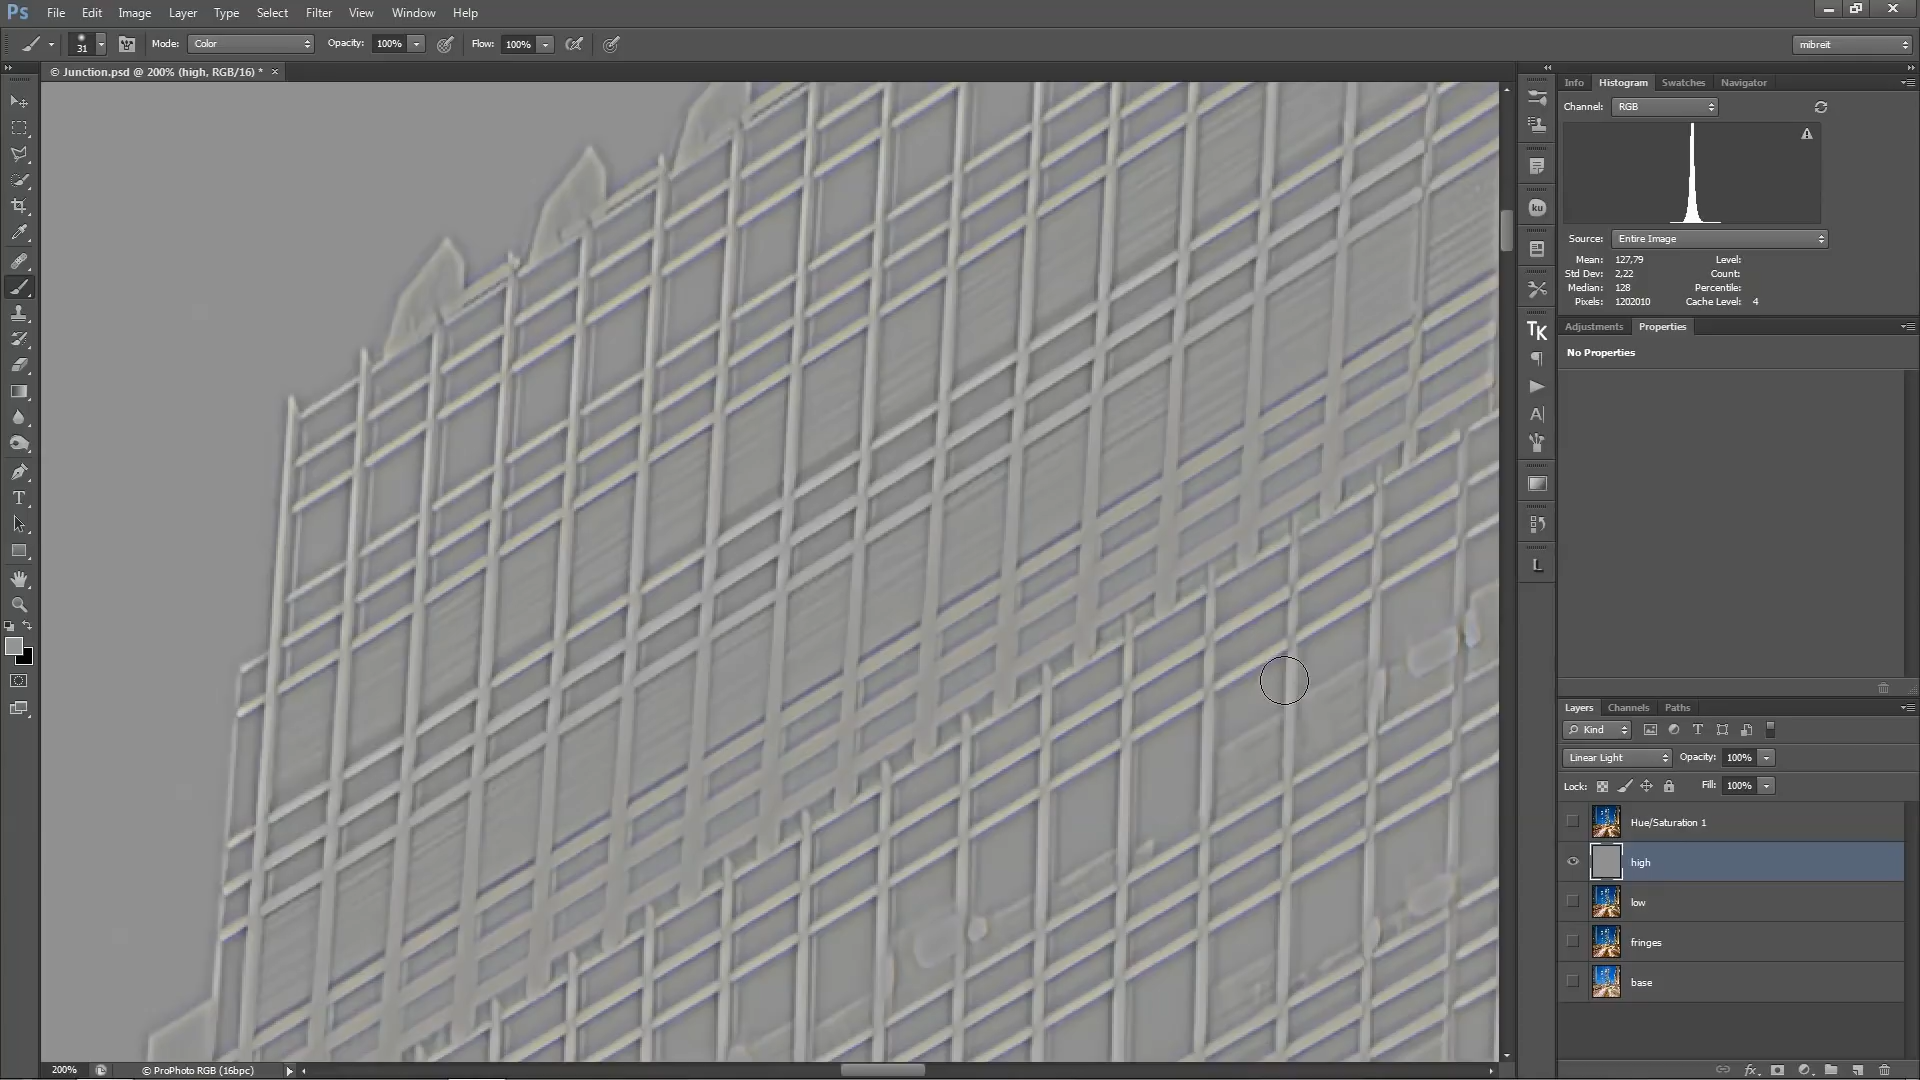 Ps File Edit Image Layer Type Select Filter View Window Help
31 Mode: Color Opacity: 100% Flow: 100% mibreit
© Junction.psd @ 200% (high, RGB/16) * ×
Info Histogram Swatches Navigator
Channel: RGB
Source: Entire Image
Mean: 127,79 Level:
Std Dev: 2,22 Count:
Median: 128 Percentile:
Pixels: 1202010 Cache Level: 4
Adjustments Properties
No Properties
ku
TK
A|
L
T
Layers Channels Paths
Kind T
Linear Light Opacity: 100%
Lock: Fill: 100%
Hue/Saturation 1
high
low
fringes
base
fx
200% © ProPhoto RGB (16bpc)